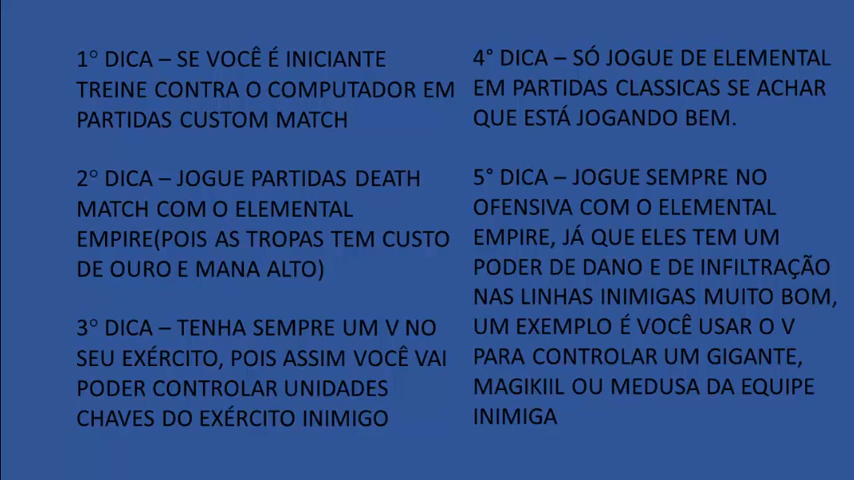 1° DICA – SE VOCÊ É INICIANTE
TREINE CONTRA O COMPUTADOR EM
PARTIDAS CUSTOM MATCH
2° DICA – JOGUE PARTIDAS DEATH
MATCH COM O ELEMENTAL
EMPIRE(POIS AS TROPAS TEM CUSTO
DE OURO E MANA ALTO)
3° DICA – TENHA SEMPRE UM V NO
SEU EXÉRCITO, POIS ASSIM VOCÊ VAI
PODER CONTROLAR UNIDADES
CHAVES DO EXÉRCITO INIMIGO
4° DICA – SÓ JOGUE DE ELEMENTAL
EM PARTIDAS CLASSICAS SE ACHAR
QUE ESTÁ JOGANDO BEM.
5° DICA – JOGUE SEMPRE NO
OFENSIVA COM O ELEMENTAL
EMPIRE, JÁ QUE ELES TEM UM
PODER DE DANO E DE INFILTRAÇÃO
NAS LINHAS INIMIGAS MUITO BOM,
UM EXEMPLO É VOCÊ USAR O V
PARA CONTROLAR UM GIGANTE,
MAGIKIIL OU MEDUSA DA EQUIPE
INIMIGA